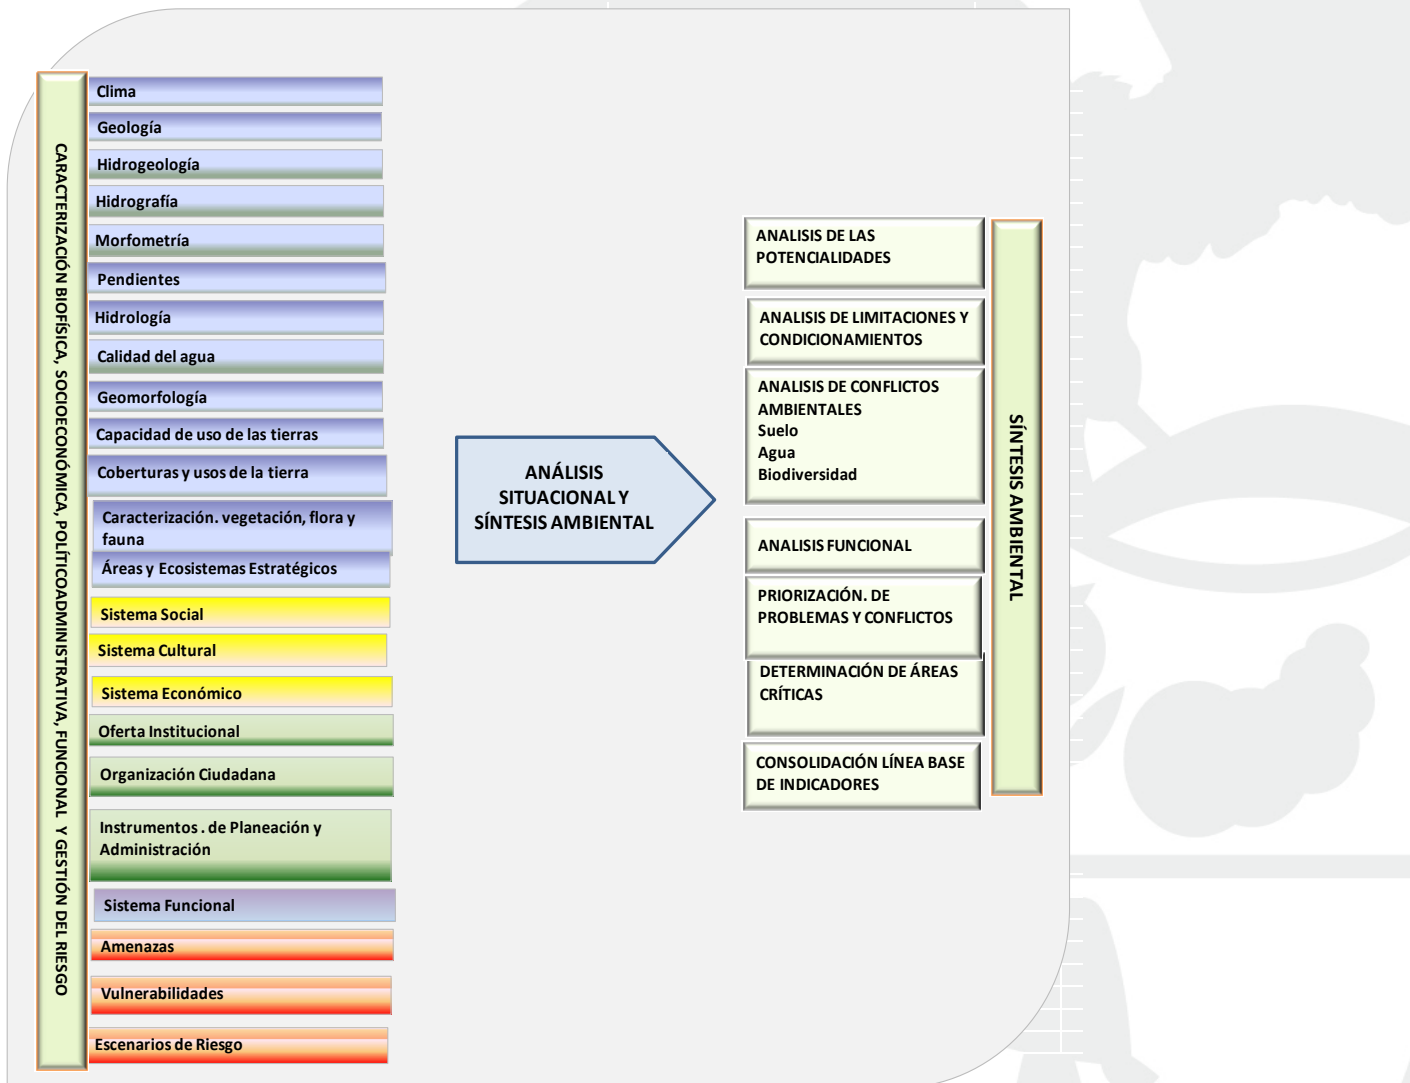 CARACTERIZACIÓN BIOFÍSICA, SOCIOECONÓMICA, POLÍTICOADMINISTRATIVA, FUNCIONAL Y GESTIÓN DEL RIESGO
Clima
Geología
Hidrogeología
Hidrografía
Morfometría
Pendientes
Hidrología
Calidad del agua
Geomorfología
Capacidad de uso de las tierras
Coberturas y usos de la tierra
Caracterización. vegetación, flora y
fauna
Áreas y Ecosistemas Estratégicos
Sistema Social
Sistema Cultural
Sistema Económico
Oferta Institucional
Organización Ciudadana
Instrumentos . de Planeación y
Administración
Sistema Funcional
Amenazas
Vulnerabilidades
Escenarios de Riesgo
ANÁLISIS
SITUACIONAL Y
SÍNTESIS AMBIENTAL
ANALISIS DE LAS
POTENCIALIDADES
ANALISIS DE LIMITACIONES Y
CONDICIONAMIENTOS
ANALISIS DE CONFLICTOS
AMBIENTALES
Suelo
Agua
Biodiversidad
ANALISIS FUNCIONAL
PRIORIZACIÓN. DE
PROBLEMAS Y CONFLICTOS
DETERMINACIÓN DE ÁREAS
CRÍTICAS
CONSOLIDACIÓN LÍNEA BASE
DE INDICADORES
SÍNTESIS AMBIENTAL